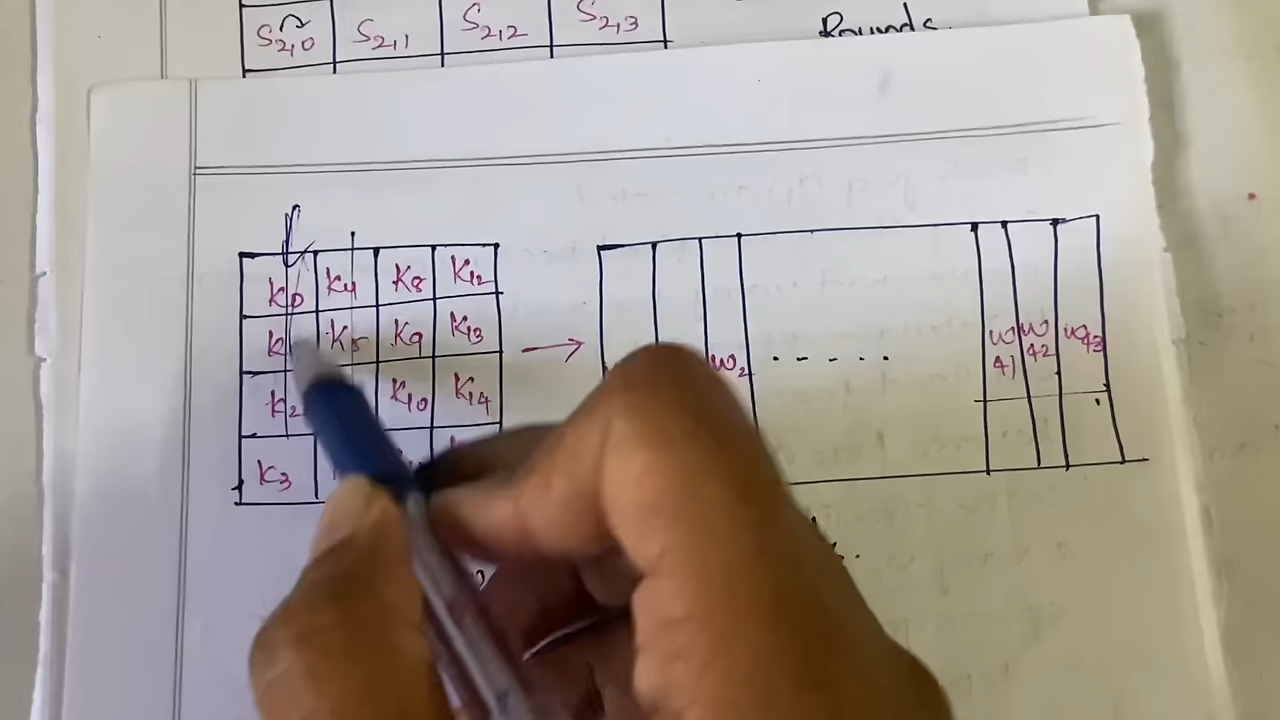 S2,0 S2,1 S2,2 S2,3 Rounds.
K0 K4 K8 K12
K5 K9 K13
K2 K10 K14
K3
w2 ...... w41 w42 w43